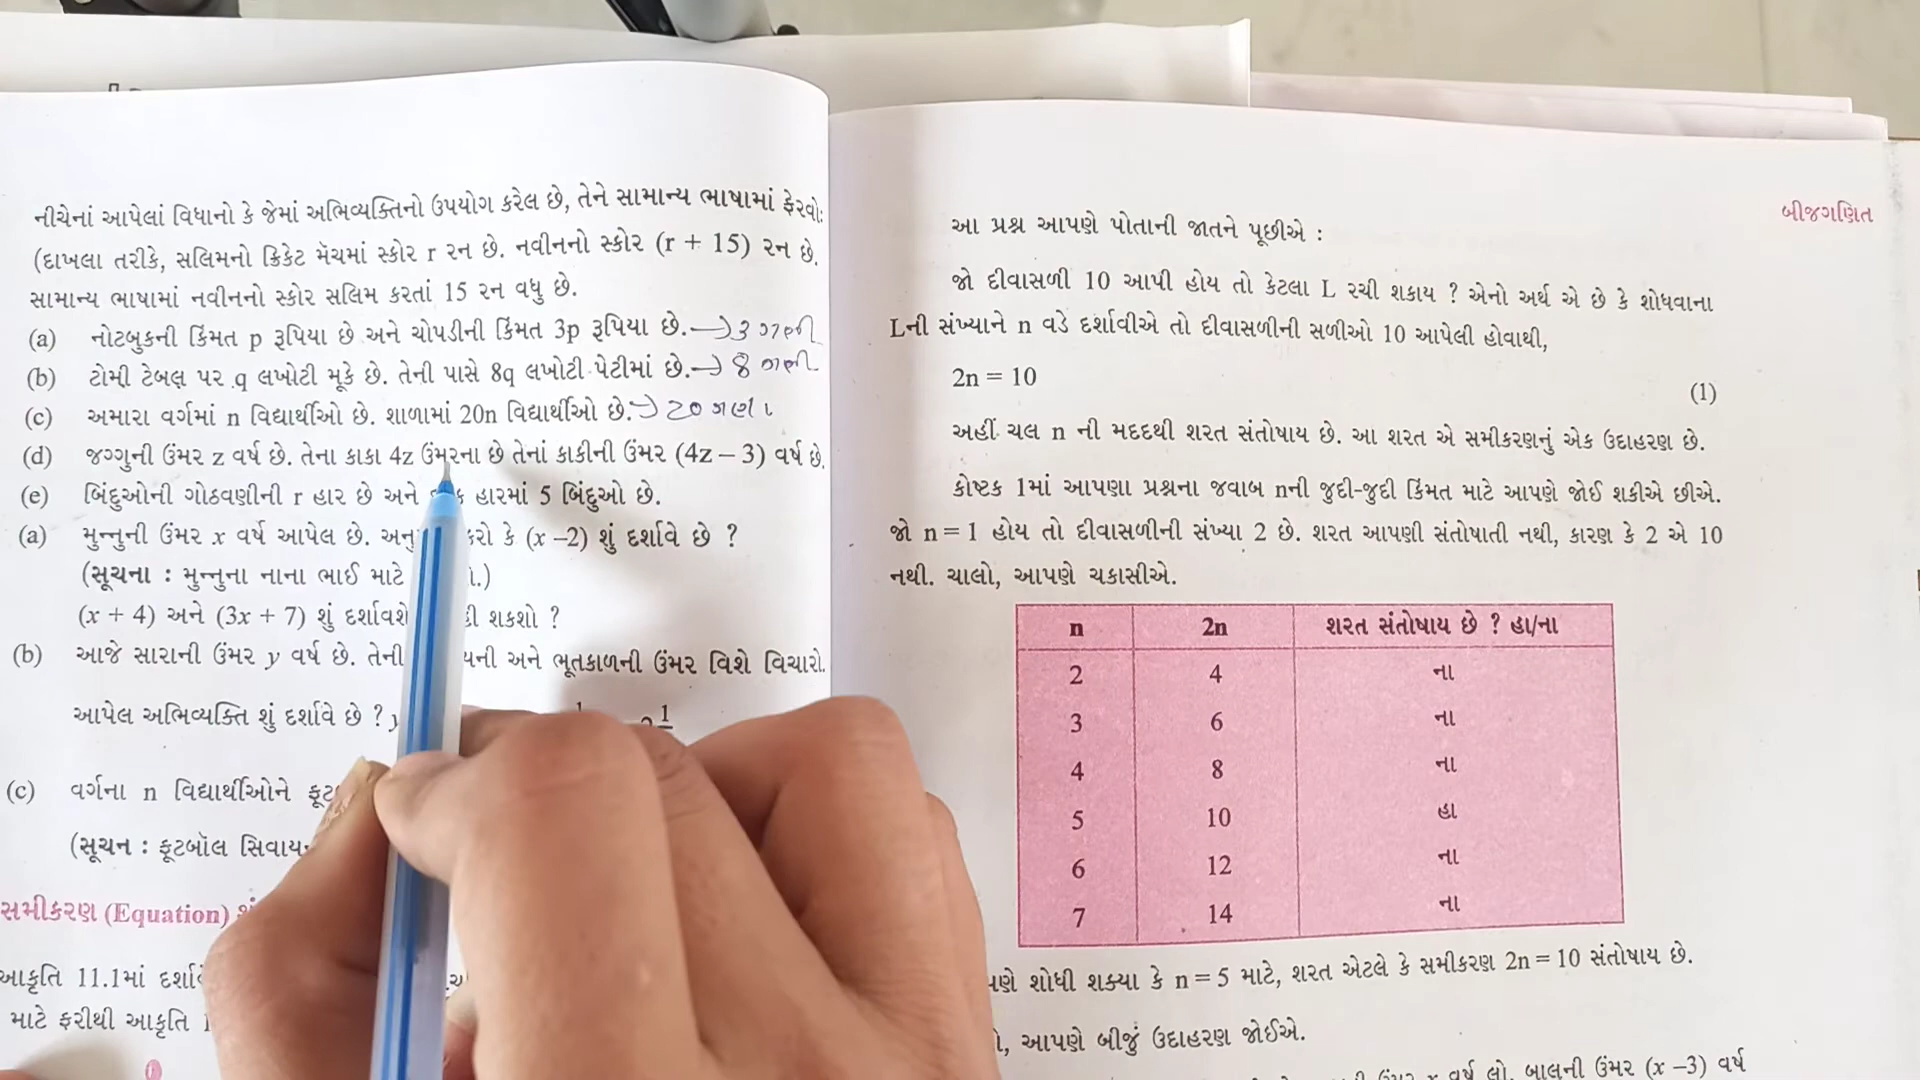 નીચેનાં આપેલાં વિધાનો કે જેમાં અભિવ્યક્તિનો ઉપયોગ કરેલ છે, તેને સામાન્ય ભાષામાં ફેરવો:
(દાખલા તરીકે, સલિમનો ક્રિકેટ મૅચમાં સ્કોર r રન છે. નવીનનો સ્કોર (r + 15) રન છે.
સામાન્ય ભાષામાં નવીનનો સ્કોર સલિમ કરતાં 15 રન વધુ છે.
(a) નોટબુકની કિંમત p રૂપિયા છે અને ચોપડીની કિંમત 3p રૂપિયા છે. → 3 ગણી
(b) ટોમી ટેબલ પર q લખોટી મૂકે છે. તેની પાસે 8q લખોટી પેટીમાં છે. → 8 ગણી
(c) અમારા વર્ગમાં n વિદ્યાર્થીઓ છે. શાળામાં 20n વિદ્યાર્થીઓ છે. → 20 ગણા
(d) જગ્ગુની ઉંમર z વર્ષ છે. તેના કાકા 4z ઉંમરના છે તેનાં કાકીની ઉંમર (4z – 3) વર્ષ છે.
(e) બિંદુઓની ગોઠવણીની r હાર છે અને હારમાં 5 બિંદુઓ છે.
(a) મુન્નુની ઉંમર x વર્ષ આપેલ છે. કે (x –2) શું દર્શાવે છે ?
(સૂચના : મુન્નુના નાના ભાઈ માટે
(x + 4) અને (3x + 7) શું શકશો ?
(b) આજે સારાની ઉંમર y વર્ષ છે. તેની અને ભૂતકાળની ઉંમર વિશે વિચારો.
આપેલ અભિવ્યક્તિ શું દર્શાવે છે ?
(c) વર્ગના n વિદ્યાર્થીઓને
(સૂચન : ફૂટબૉલ
સમીકરણ (Equation)
આકૃતિ 11.1માં
માટે ફરીથી આકૃતિ
બીજગણિત
આ પ્રશ્ન આપણે પોતાની જાતને પૂછીએ :
જો દીવાસળી 10 આપી હોય તો કેટલા L રચી શકાય ? એનો અર્થ એ છે કે શોધવાના
Lની સંખ્યાને n વડે દર્શાવીએ તો દીવાસળીની સળીઓ 10 આપેલી હોવાથી,
2n = 10 (1)
અહીં ચલ n ની મદદથી શરત સંતોષાય છે. આ શરત એ સમીકરણનું એક ઉદાહરણ છે.
કોષ્ટક 1માં આપણા પ્રશ્નના જવાબ nની જુદી-જુદી કિંમત માટે આપણે જોઈ શકીએ છીએ.
જો n = 1 હોય તો દીવાસળીની સંખ્યા 2 છે. શરત આપણી સંતોષાતી નથી, કારણ કે 2 એ 10
નથી. ચાલો, આપણે ચકાસીએ.
n 2n શરત સંતોષાય છે ? હા/ના
2 4 ના
3 6 ના
4 8 ના
5 10 હા
6 12 ના
7 14 ના
શોધી શક્યા કે n = 5 માટે, શરત એટલે કે સમીકરણ 2n = 10 સંતોષાય છે.
આપણે બીજું ઉદાહરણ જોઈએ.
x વર્ષ લો. બાલની ઉંમર (x –3) વર્ષ